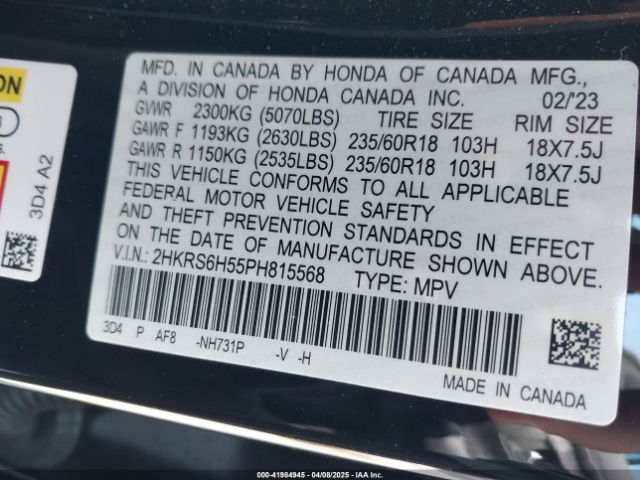 ON
s.
3D4 A2
MFD. IN CANADA BY HONDA OF CANADA MFG.,
A DIVISION OF HONDA CANADA INC. 02/'23
GVWR 2300KG (5070LBS) TIRE SIZE RIM SIZE
GAWR F 1193KG (2630LBS) 235/60R18 103H 18X7.5J
GAWR R 1150KG (2535LBS) 235/60R18 103H 18X7.5J
THIS VEHICLE CONFORMS TO ALL APPLICABLE
FEDERAL MOTOR VEHICLE SAFETY
AND THEFT PREVENTION STANDARDS IN EFFECT
ON THE DATE OF MANUFACTURE SHOWN ABOVE.
V.I.N.: 2HKRS6H55PH815568 TYPE: MPV
3D4 P AF8 -NH731P -V -H
MADE IN CANADA
000-41984945 - 04/08/2025 - IAA Inc.